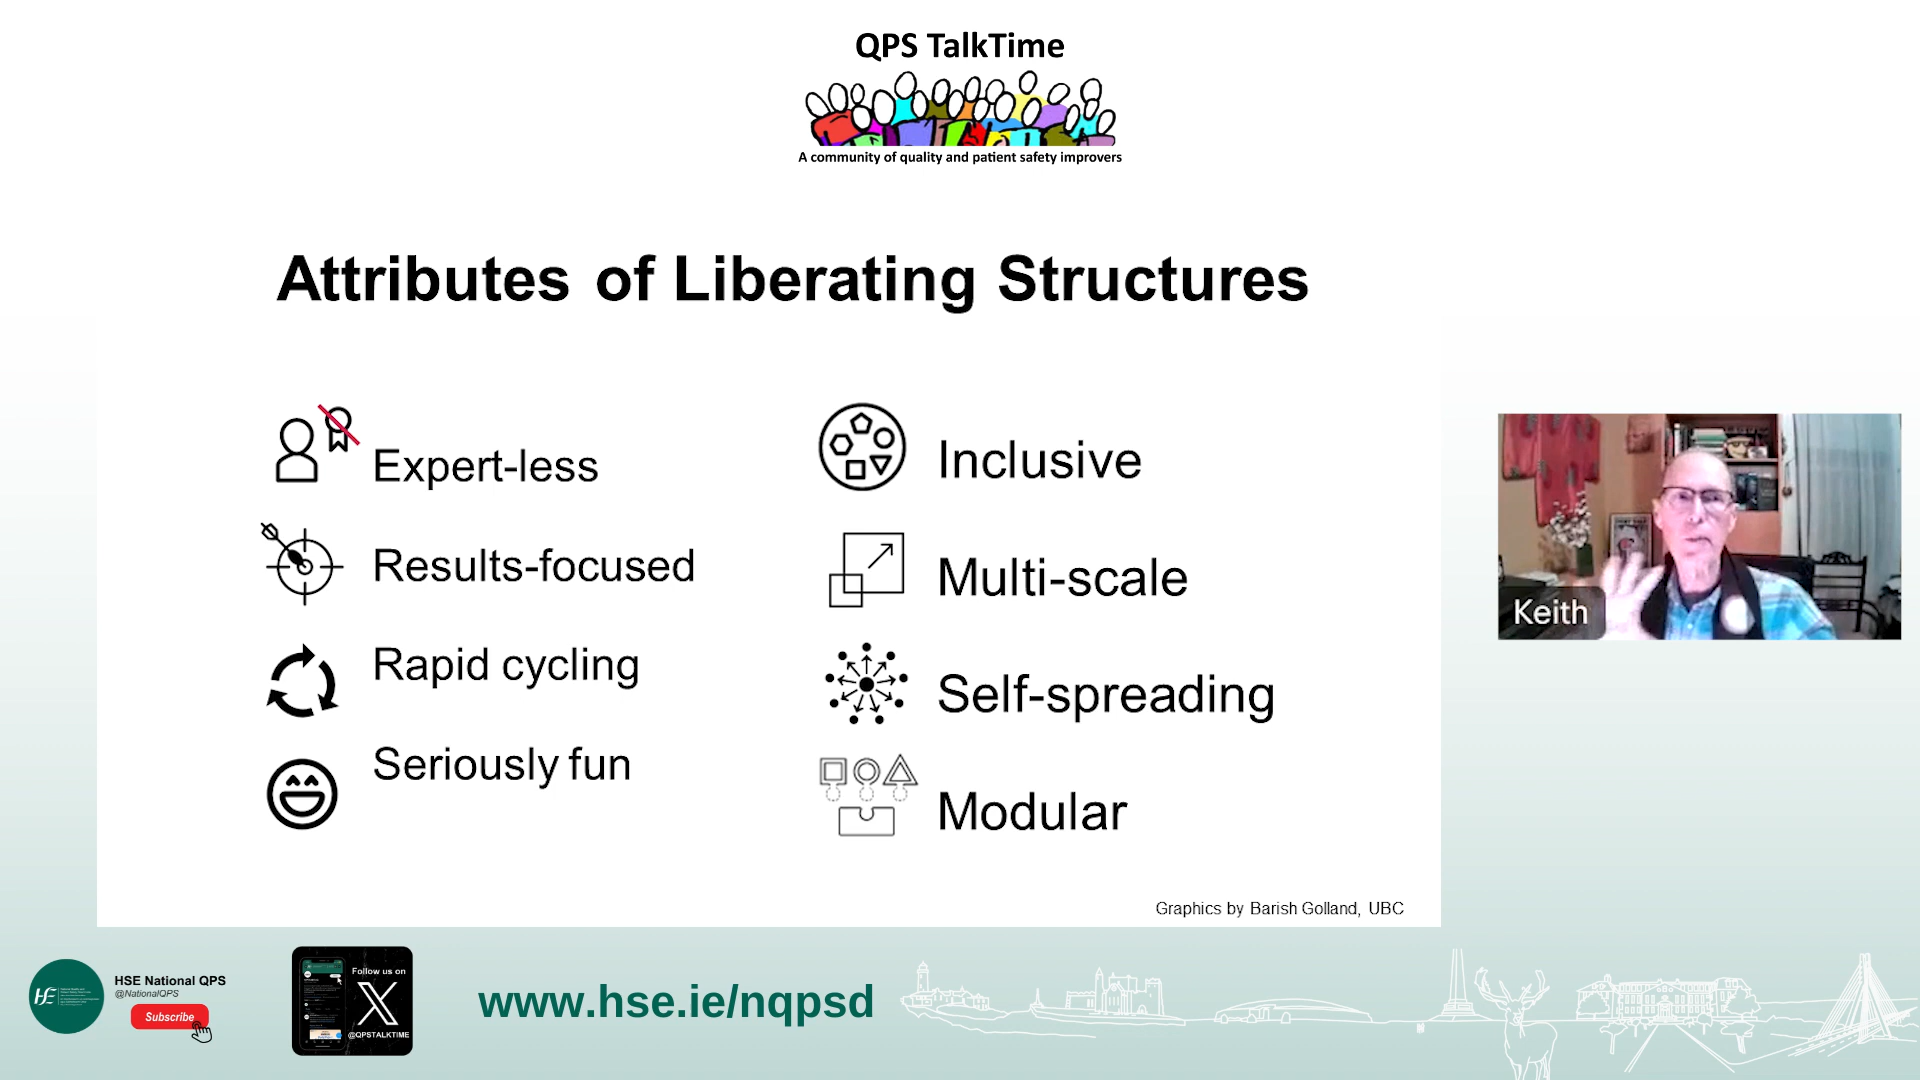 QPS TalkTime
A community of quality and patient safety improvers
Attributes of Liberating Structures
Expert-less
Results-focused
Rapid cycling
Seriously fun
Inclusive
Multi-scale
Self-spreading
Modular
Graphics by Barish Golland, UBC
Keith
HSE National QPS
@NationalQPS
Subscribe
Follow us on
X
@QPSTALKTIME
www.hse.ie/nqpsd